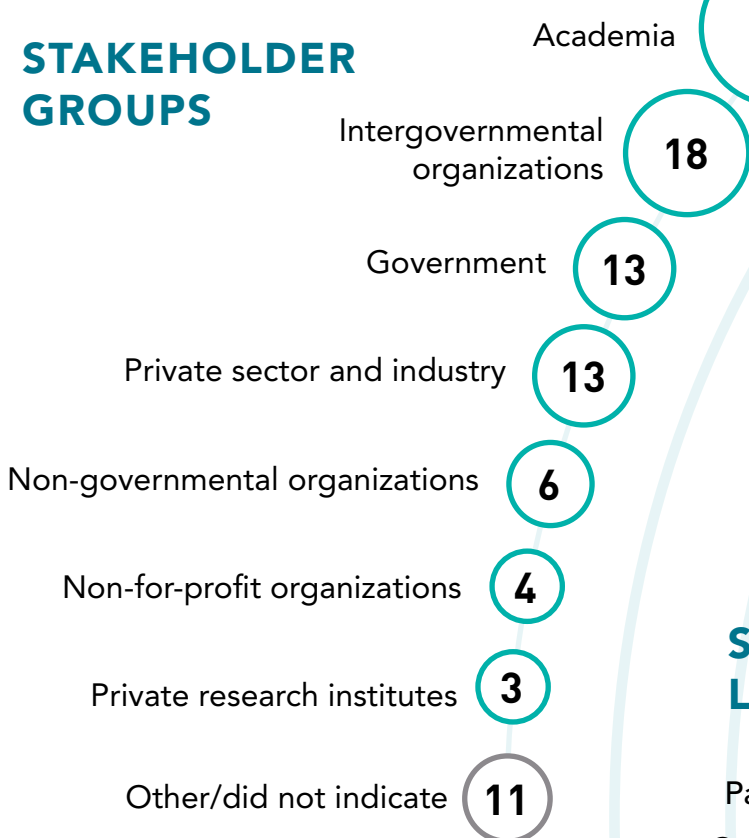 STAKEHOLDER
GROUPS
Academia
Intergovernmental
organizations
18
Government
13
Private sector and industry
13
Non-governmental organizations
6
Non-for-profit organizations
4
Private research institutes
3
Other/did not indicate
11